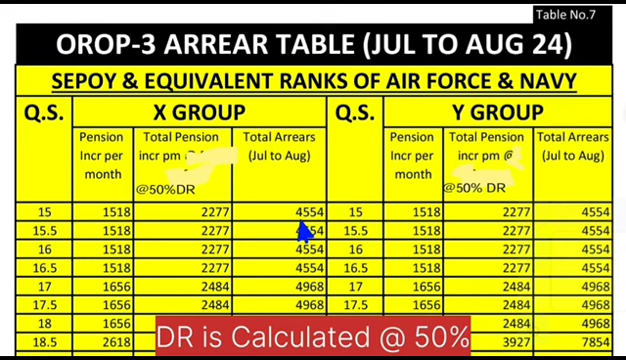 Table No.7
OROP-3 ARREAR TABLE (JUL TO AUG 24)
SEPOY & EQUIVALENT RANKS OF AIR FORCE & NAVY
Q.S. X GROUP Q.S. Y GROUP
Pension Incr per month Total Pension incr pm @50%DR Total Arrears (Jul to Aug) Pension Incr per month Total Pension incr pm @ @50% DR Total Arrears (Jul to Aug)
15 1518 2277 4554 15 1518 2277 4554
15.5 1518 2277 4554 15.5 1518 2277 4554
16 1518 2277 4554 16 1518 2277 4554
16.5 1518 2277 4554 16.5 1518 2277 4554
17 1656 2484 4968 17 1656 2484 4968
17.5 1656 2484 4968 17.5 1656 2484 4968
18 1656 2484 4968
18.5 2618 3927 7854
DR is Calculated @ 50%